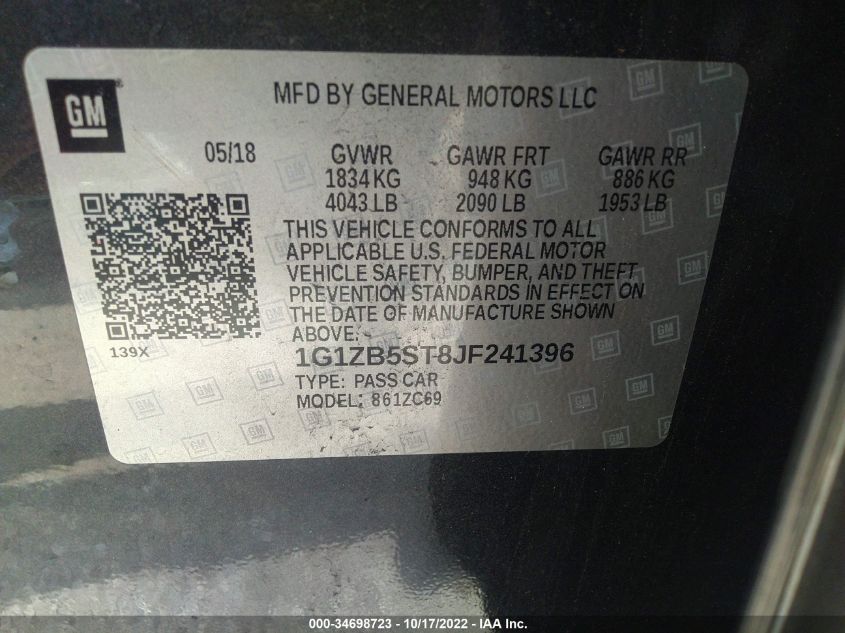 GM
MFD BY GENERAL MOTORS LLC
05/18 GVWR GAWR FRT GAWR RR
1834 KG 948 KG 886 KG
4043 LB 2090 LB 1953 LB
THIS VEHICLE CONFORMS TO ALL
APPLICABLE U.S. FEDERAL MOTOR
VEHICLE SAFETY, BUMPER, AND THEFT
PREVENTION STANDARDS IN EFFECT ON
THE DATE OF MANUFACTURE SHOWN
ABOVE.
139X
1G1ZB5ST8JF241396
TYPE: PASS CAR
MODEL: 861ZC69
000-34698723 - 10/17/2022 - IAA Inc.